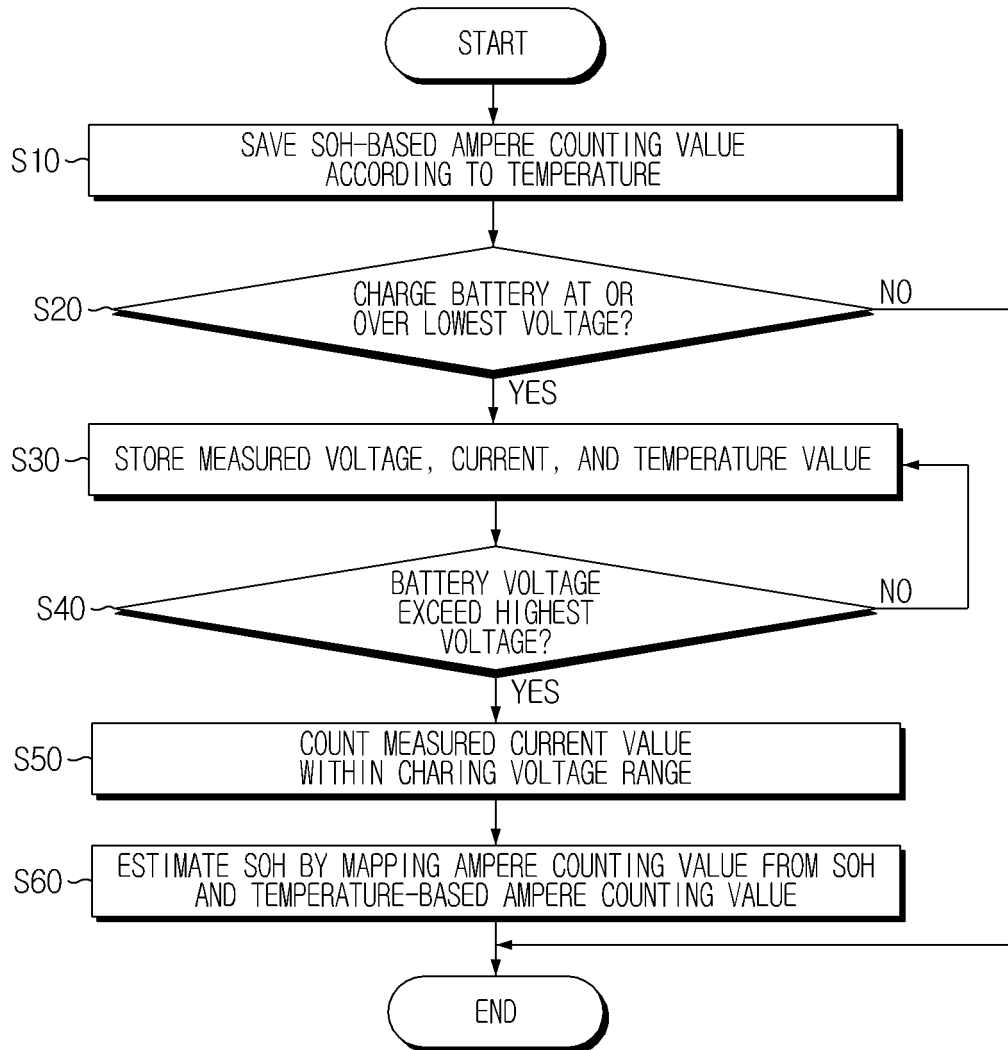 START
S10
SAVE SOH-BASED AMPERE COUNTING VALUE
ACCORDING TO TEMPERATURE
S20
CHARGE BATTERY AT OR
OVER LOWEST VOLTAGE?
NO
YES
S30
STORE MEASURED VOLTAGE, CURRENT, AND TEMPERATURE VALUE
S40
BATTERY VOLTAGE
EXCEED HIGHEST
VOLTAGE?
NO
YES
S50
COUNT MEASURED CURRENT VALUE
WITHIN CHARING VOLTAGE RANGE
S60
ESTIMATE SOH BY MAPPING AMPERE COUNTING VALUE FROM SOH
AND TEMPERATURE-BASED AMPERE COUNTING VALUE
END